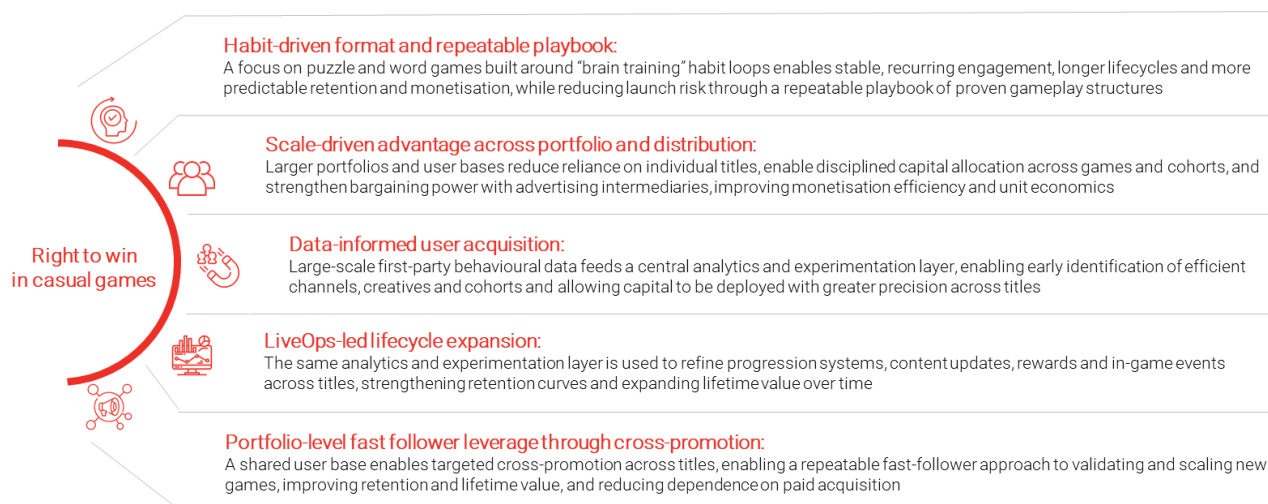 Habit-driven format and repeatable playbook:
A focus on puzzle and word games built around “brain training” habit loops enables stable, recurring engagement, longer lifecycles and more
predictable retention and monetisation, while reducing launch risk through a repeatable playbook of proven gameplay structures
Scale-driven advantage across portfolio and distribution:
Larger portfolios and user bases reduce reliance on individual titles, enable disciplined capital allocation across games and cohorts, and
strengthen bargaining power with advertising intermediaries, improving monetisation efficiency and unit economics
Right to win
in casual games
Data-informed user acquisition:
Large-scale first-party behavioural data feeds a central analytics and experimentation layer, enabling early identification of efficient
channels, creatives and cohorts and allowing capital to be deployed with greater precision across titles
LiveOps-led lifecycle expansion:
The same analytics and experimentation layer is used to refine progression systems, content updates, rewards and in-game events
across titles, strengthening retention curves and expanding lifetime value over time
Portfolio-level fast follower leverage through cross-promotion:
A shared user base enables targeted cross-promotion across titles, enabling a repeatable fast-follower approach to validating and scaling new
games, improving retention and lifetime value, and reducing dependence on paid acquisition